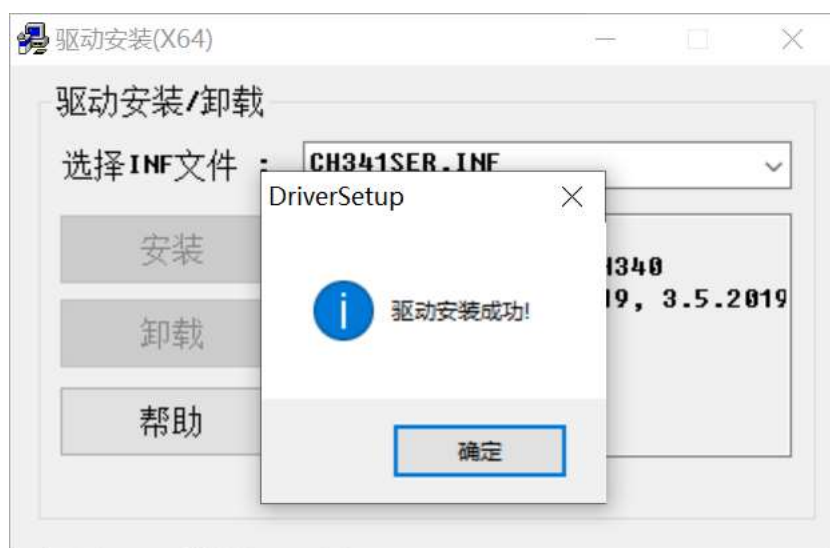 驱动安装(X64)
驱动安装/卸载
选择INF文件 : CH341SER.INF
DriverSetup
安装
H340
19, 3.5.2019
驱动安装成功!
卸载
帮助
确定